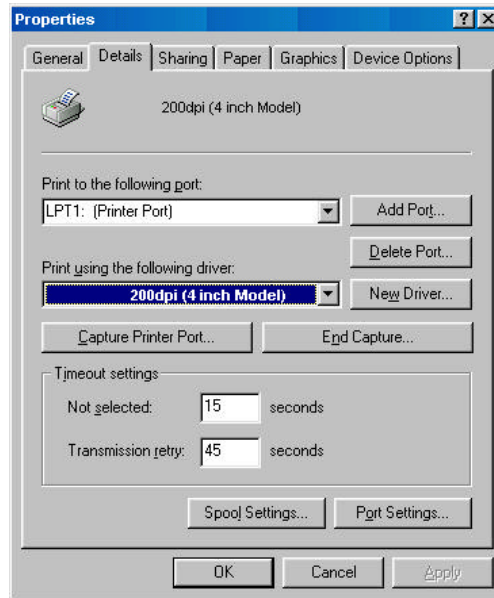 Properties
General Details Sharing Paper Graphics Device Options
200dpi (4 inch Model)
Print to the following port:
LPT1: (Printer Port) Add Port...
Delete Port...
Print using the following driver:
200dpi (4 inch Model) New Driver...
Capture Printer Port... End Capture...
Timeout settings
Not selected: 15 seconds
Transmission retry: 45 seconds
Spool Settings... Port Settings...
OK Cancel Apply